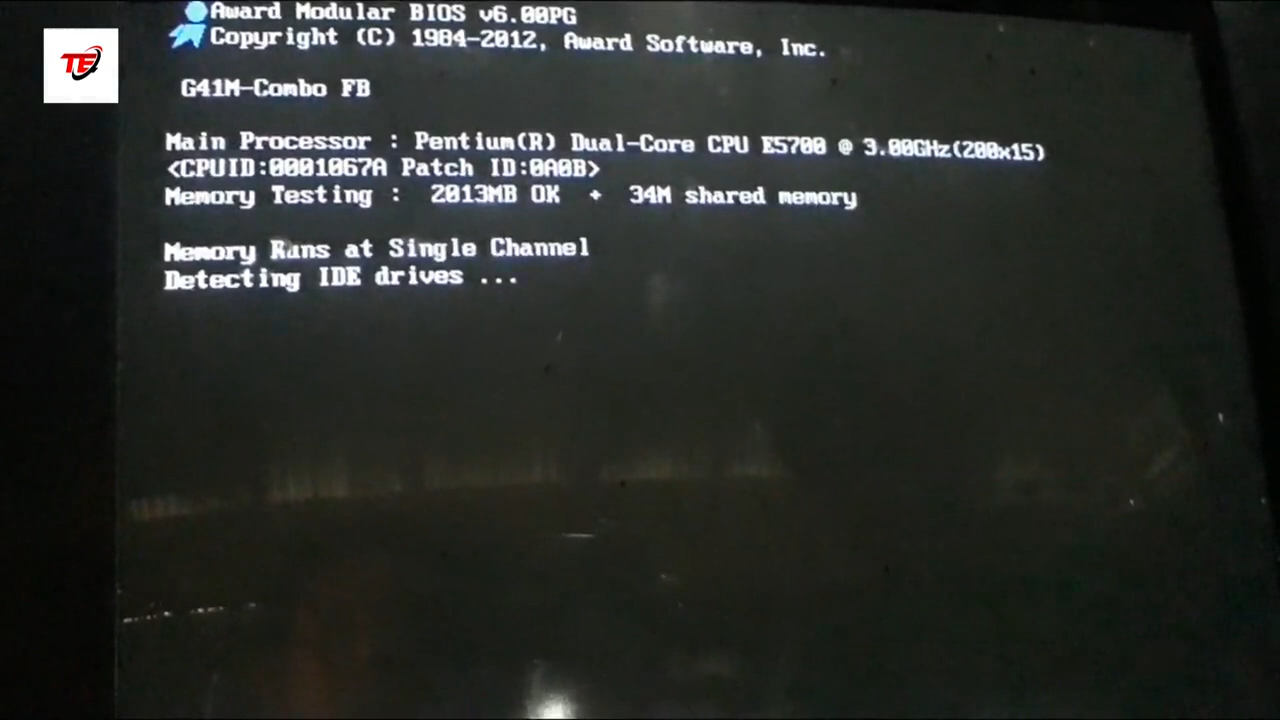 Award Modular BIOS v6.00PG
Copyright (C) 1984-2012, Award Software, Inc.
TE
G41M-Combo FB
Main Processor : Pentium(R) Dual-Core CPU E5700 @ 3.00GHz(200x15)
<CPUID:0001067A Patch ID:0A0B>
Memory Testing : 2013MB OK + 34M shared memory
Memory Runs at Single Channel
Detecting IDE drives ...